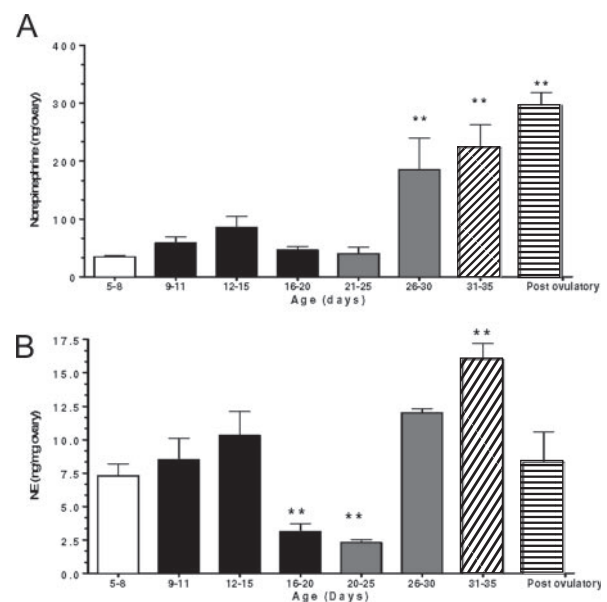 A
Norepinephrine (ng/ovary)
400
300
200
100
0
** ** **
5-8 9-11 12-15 16-20 21-25 26-30 31-35 Post ovulatory
Age (days)
B
NE (ng/mg ovary)
17.5
15.0
12.5
10.0
7.5
5.0
2.5
0.0
** ** **
5-8 9-11 12-15 16-20 20-25 26-30 31-35 Post ovulatory
Age (Days)